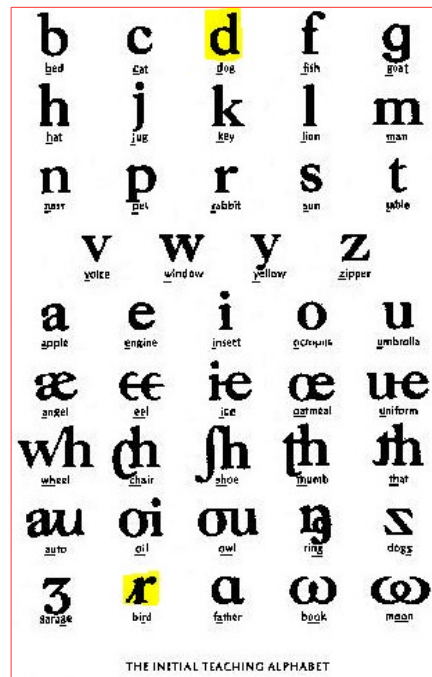 b c d f g
bed cat dog fish goat
h j k l m
hat jug key lion man
n p r s t
nest pet rabbit sun table
v w y z
voice window yellow zipper
a e i o u
apple engine insect octopus umbrella
æ ɛɛ ie œ ue
angel eel ice oatmeal uniform
wh ch ʃh th th
wheel chair shoe thumb that
au oi ou ŋ z
auto oil owl ring dogs
ʒ r ɑ ω ω
garage bird father book moon
THE INITIAL TEACHING ALPHABET